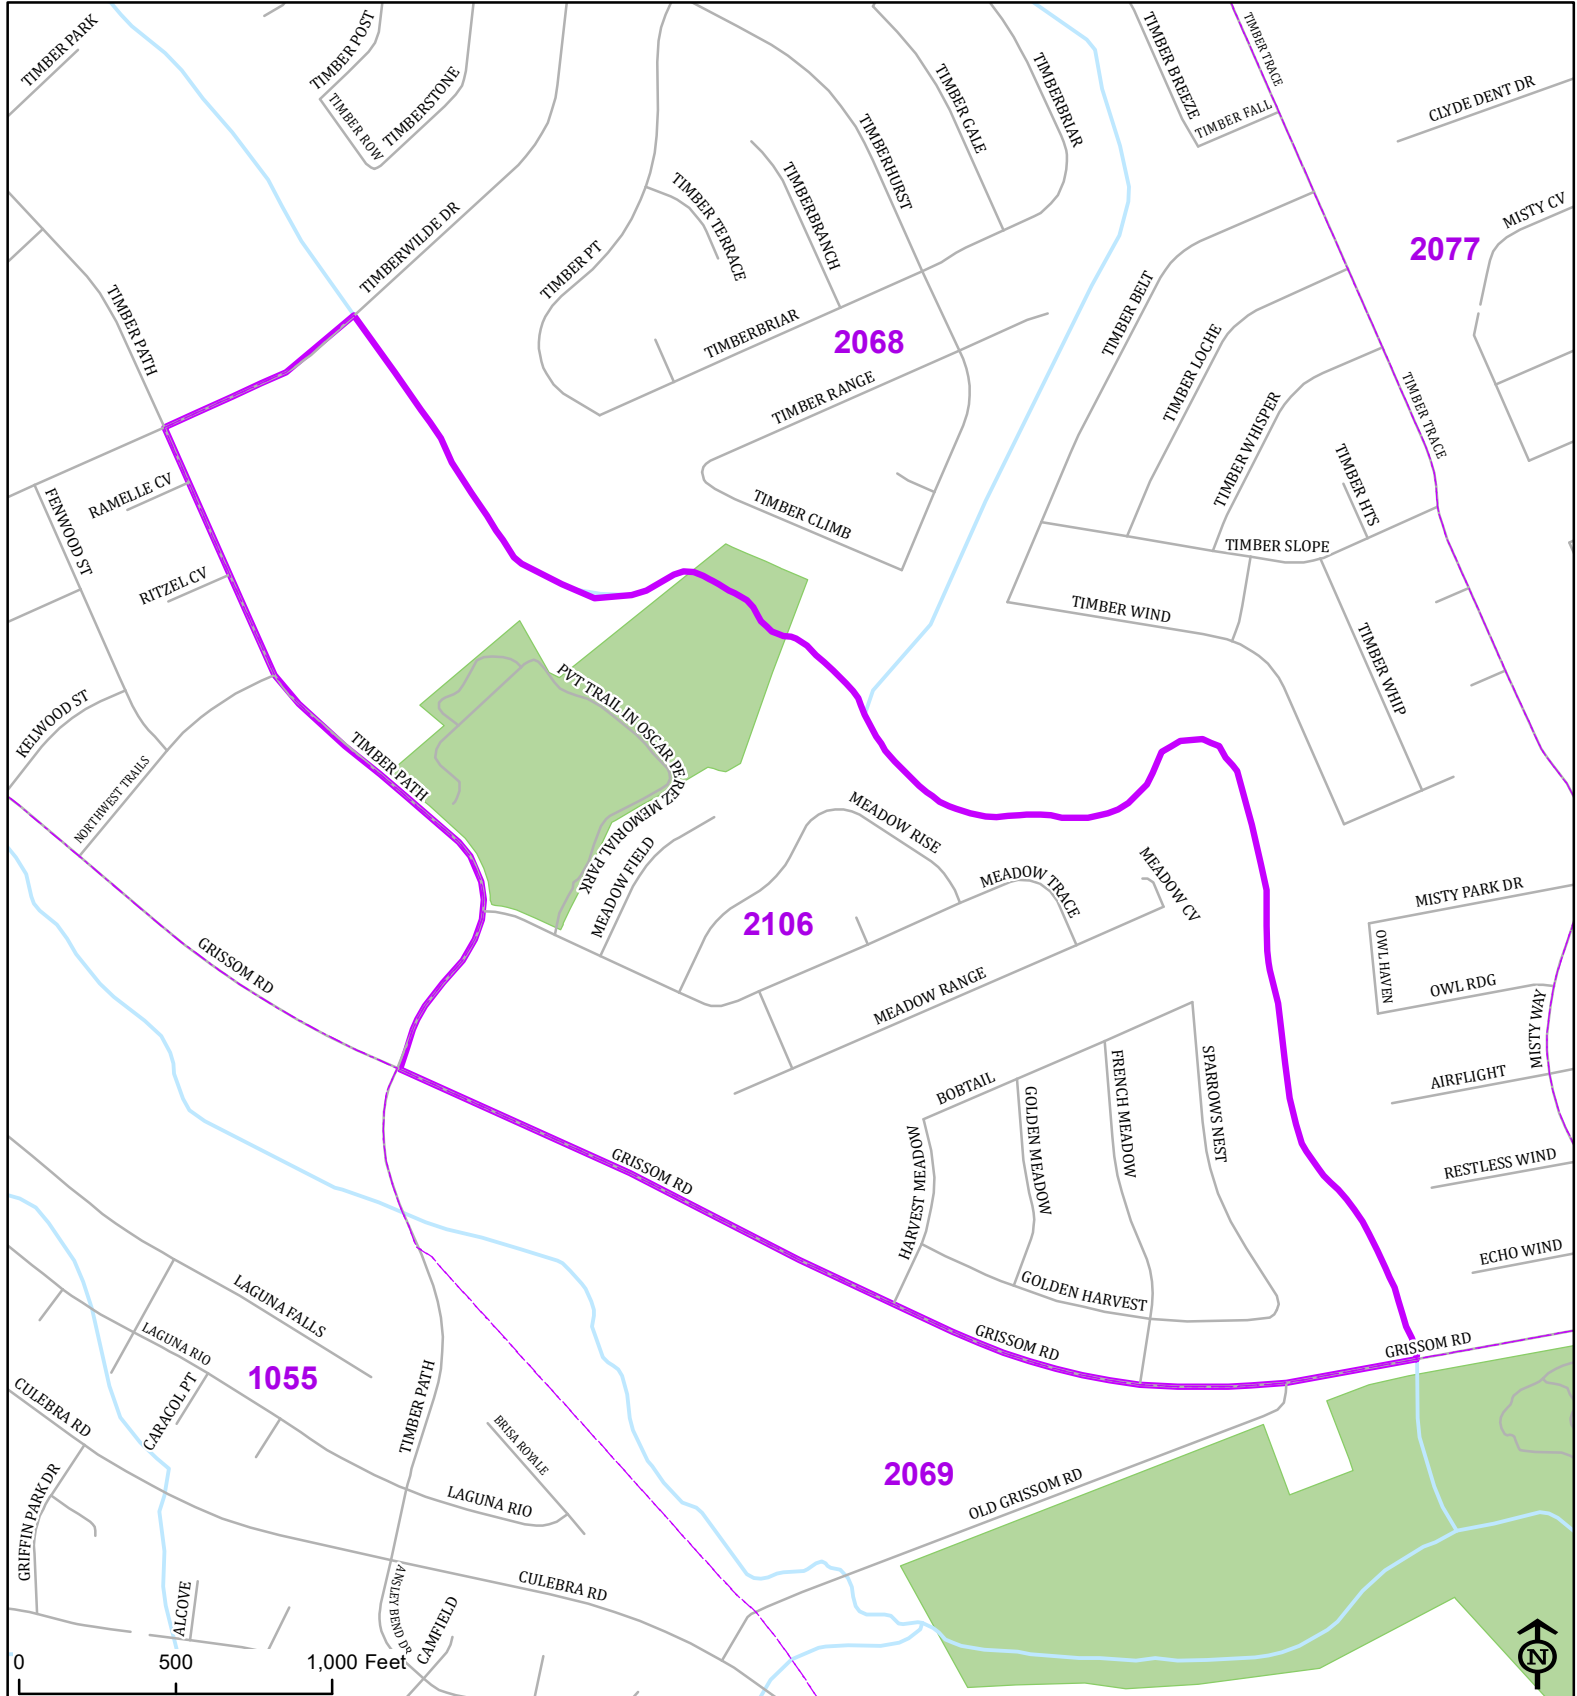 TIMBER PARK
TIMBER POST
TIMBER ROW
TIMBERSTONE
TIMBER GALE
TIMBERBRIAR
TIMBER BREEZE
TIMBER TRACE
TIMBER FALL
CLYDE DENT DR
TIMBERHURST
TIMBERBRANCH
TIMBER TERRACE
TIMBERWILDE DR
TIMBER PT
MISTY CV
2077
TIMBER PATH
TIMBERBRIAR
2068
TIMBER RANGE
TIMBER BELT
TIMBER LOCHE
TIMBER WHISPER
TIMBER TRACE
TIMBER HTS
RAMELLE CV
FENWOOD ST
TIMBER CLIMB
TIMBER SLOPE
RITZEL CV
TIMBER WIND
TIMBER WHIP
KELWOOD ST
NORTHWEST TRAILS
TIMBER PATH
PVT TRAIL IN OSCAR PEREZ MEMORIAL PARK
MEADOW FIELD
MEADOW RISE
MEADOW TRACE
MEADOW CV
2106
MISTY PARK DR
OWL HAVEN
OWL RDG
MISTY WAY
GRISSOM RD
MEADOW RANGE
AIRFLIGHT
BOBTAIL
GOLDEN MEADOW
FRENCH MEADOW
SPARROWS NEST
HARVEST MEADOW
GRISSOM RD
RESTLESS WIND
ECHO WIND
GOLDEN HARVEST
GRISSOM RD
GRISSOM RD
LAGUNA FALLS
LAGUNA RIO
1055
CULEBRA RD
CARACOL PT
TIMBER PATH
BRISA ROYALE
2069
OLD GRISSOM RD
LAGUNA RIO
GRIFFIN PARK DR
CULEBRA RD
ALCOVE
ANSLEY BEND DR
CAMFIELD
0 500 1,000 Feet
N